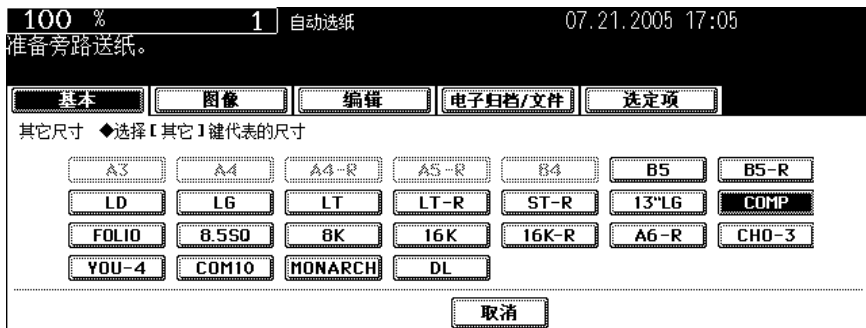 100 % 1 自动选纸 07.21.2005 17:05
准备旁路送纸。
基本 图像 编辑 电子归档/文件 选定项
其它尺寸 ◆选择【其它】键代表的尺寸
A3 A4 A4-R A5-R B4 B5 B5-R
LD LG LT LT-R ST-R 13"LG COMP
FOLIO 8.5SQ 8K 16K 16K-R A6-R CHO-3
YOU-4 COM10 MONARCH DL
取消